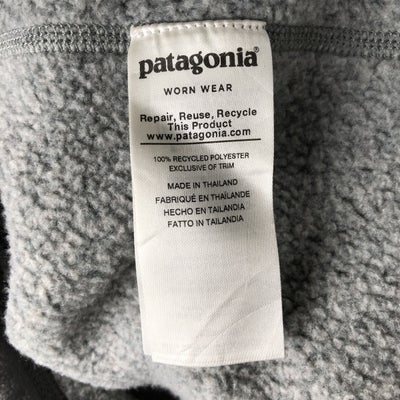 patagonia®
WORN WEAR
Repair, Reuse, Recycle
This Product
www.patagonia.com
100% RECYCLED POLYESTER
EXCLUSIVE OF TRIM
MADE IN THAILAND
FABRIQUÉ EN THAÏLANDE
HECHO EN TAILANDIA
FATTO IN TAILANDIA